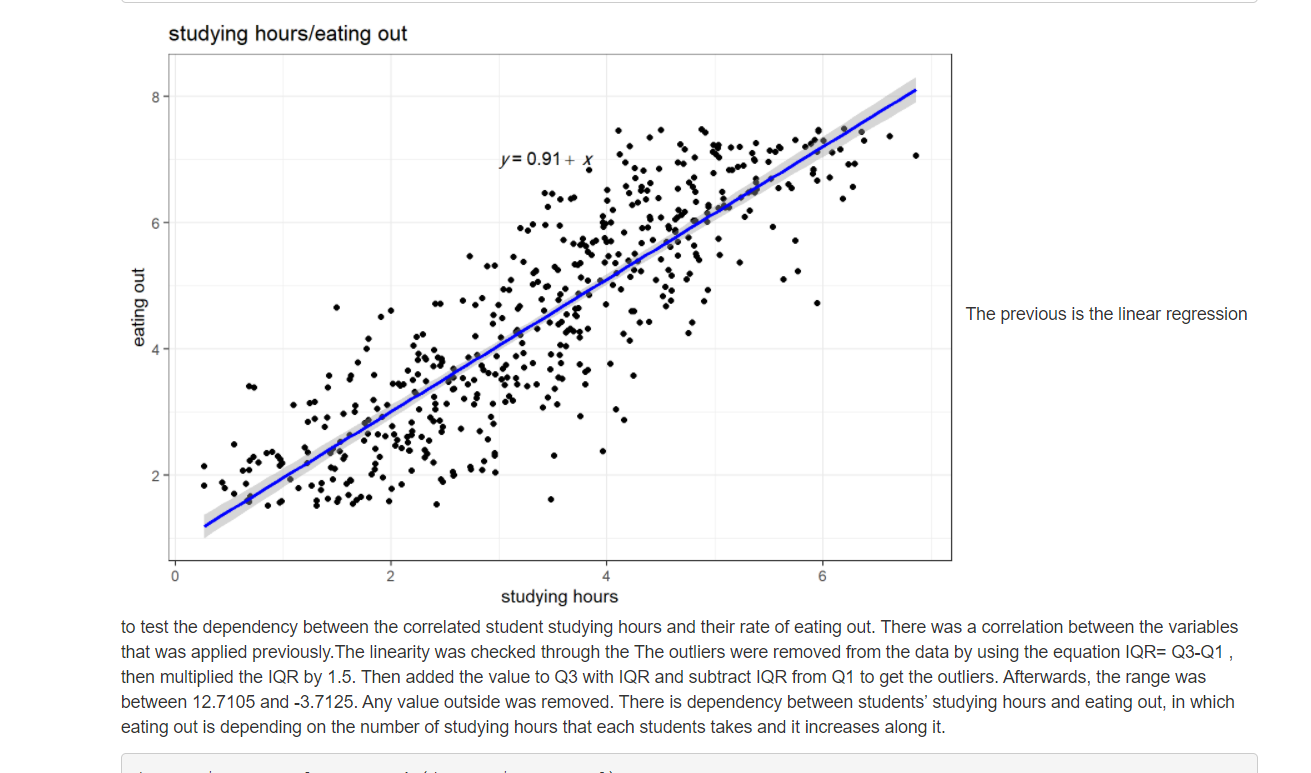 studying hours/eating out
8
y = 0.91 + x
6
eating out
The previous is the linear regression
4
2
0 2 4 6
studying hours
to test the dependency between the correlated student studying hours and their rate of eating out. There was a correlation between the variables
that was applied previously.The linearity was checked through the The outliers were removed from the data by using the equation IQR= Q3-Q1 ,
then multiplied the IQR by 1.5. Then added the value to Q3 with IQR and subtract IQR from Q1 to get the outliers. Afterwards, the range was
between 12.7105 and -3.7125. Any value outside was removed. There is dependency between students’ studying hours and eating out, in which
eating out is depending on the number of studying hours that each students takes and it increases along it.